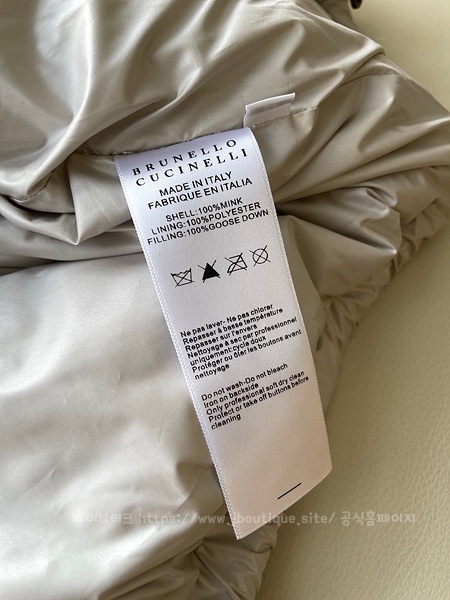 BRUNELLO
CUCINELLI
MADE IN ITALY
FABRIQUE EN ITALIA
SHELL:100%MINK
LINING:100%POLYESTER
FILLING:100%GOOSE DOWN
Ne pas laver- Ne pas chlorer
Repasser à basse température
Repasser sur l'envers
Nettoyage à sec par professionnel
uniquement:cycle doux
Protéger ou ôter les boutons avant
nettoyage
Do not wash-Do not bleach
Iron on backside
Only professional soft dry clean
Protect or take off buttons before
cleaning
https://www. boutique.site/ 공식홈페이지